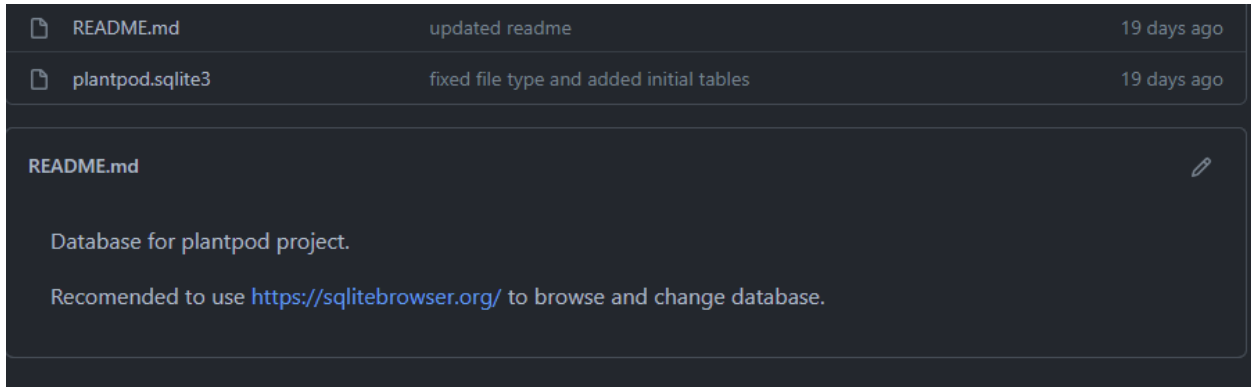 README.md updated readme 19 days ago
plantpod.sqlite3 fixed file type and added initial tables 19 days ago
README.md
Database for plantpod project.
Recomended to use https://sqlitebrowser.org/ to browse and change database.